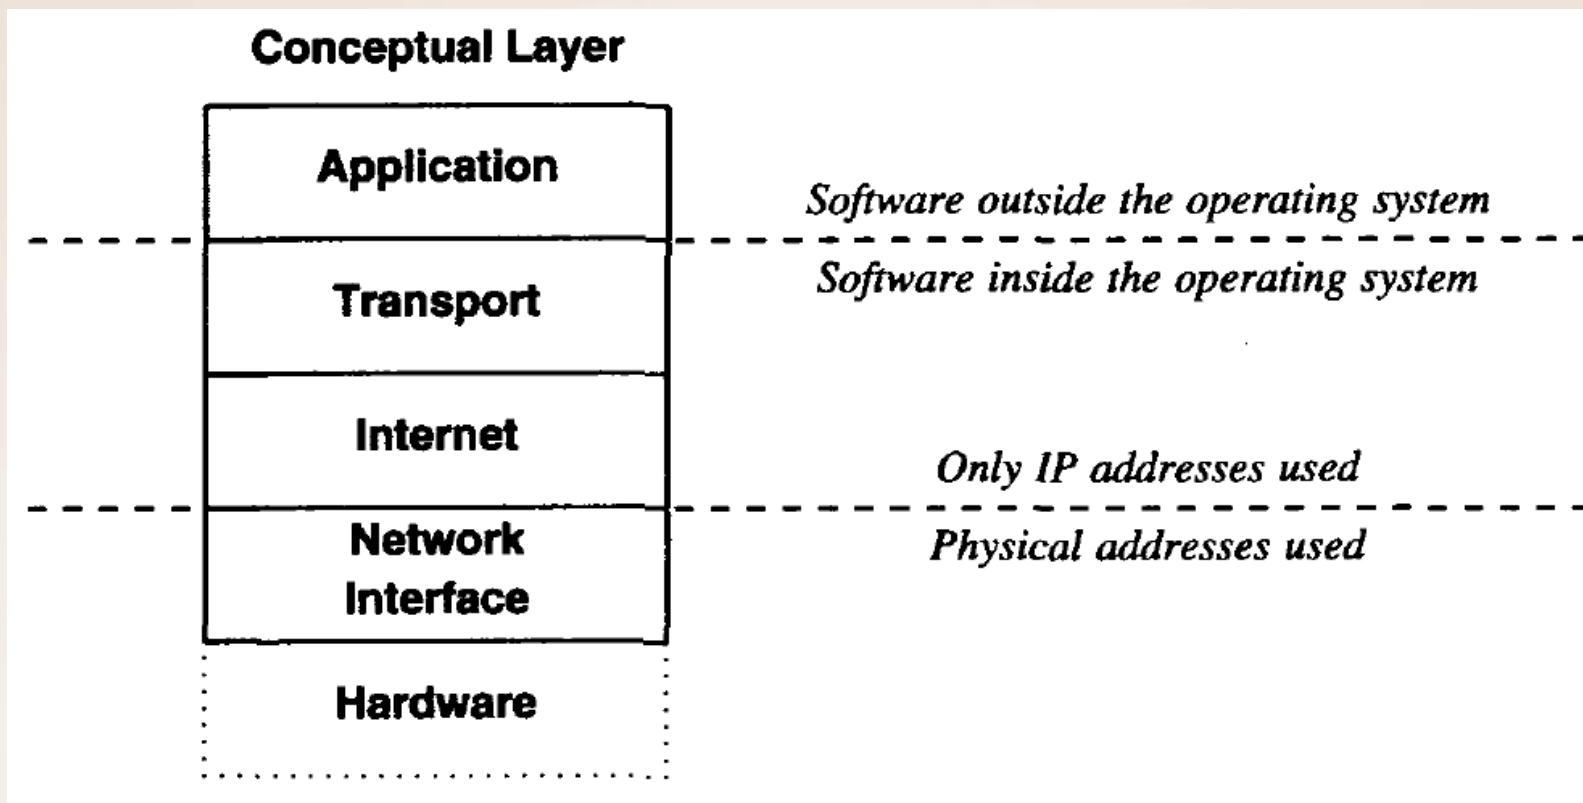 Conceptual Layer
Application
Software outside the operating system
Software inside the operating system
Transport
Internet
Only IP addresses used
Network
Physical addresses used
Interface
Hardware